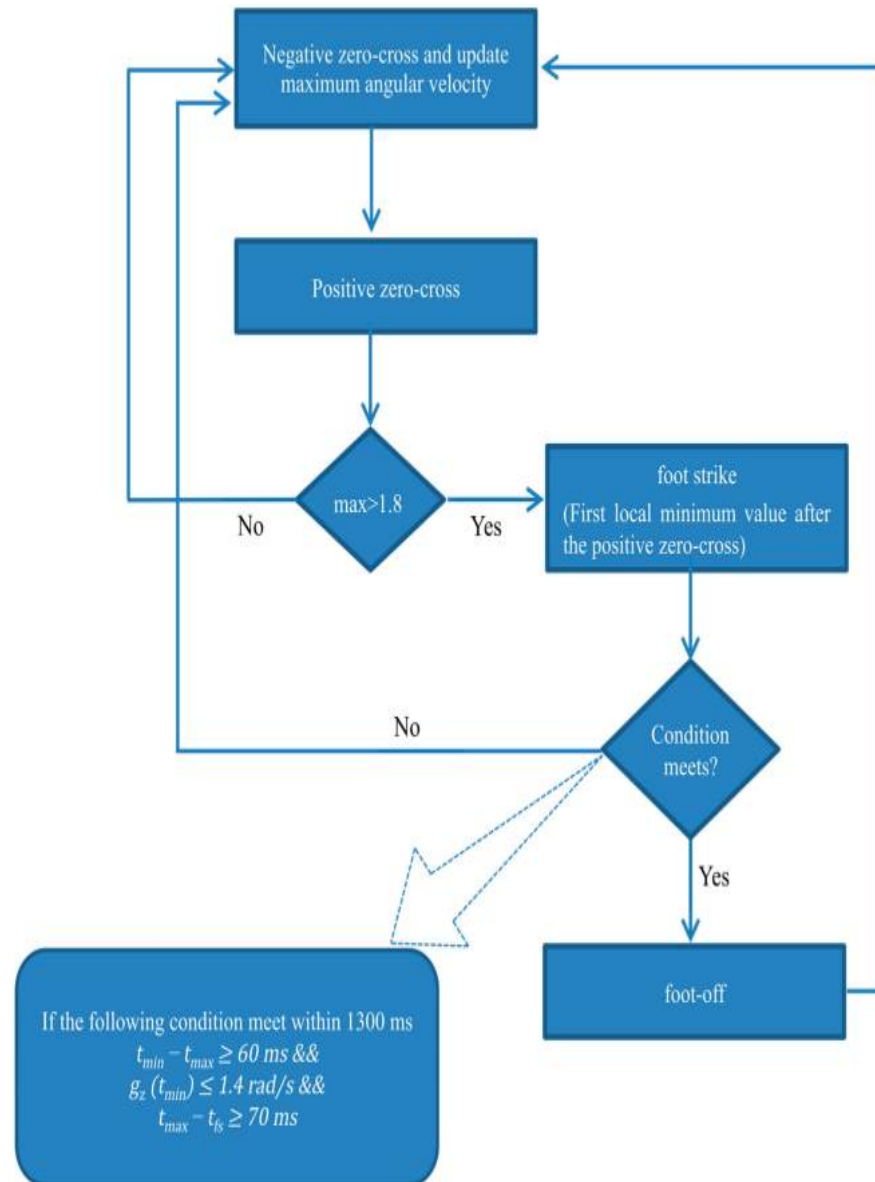 Negative zero-cross and update
maximum angular velocity
Positive zero-cross
max>1.8
No
Yes
foot strike
(First local minimum value after
the positive zero-cross)
No
Condition
meets?
Yes
foot-off
If the following condition meet within 1300 ms
t_min − t_max ≥ 60 ms &&
g_z (t_min) ≤ 1.4 rad/s &&
t_max − t_fs ≥ 70 ms